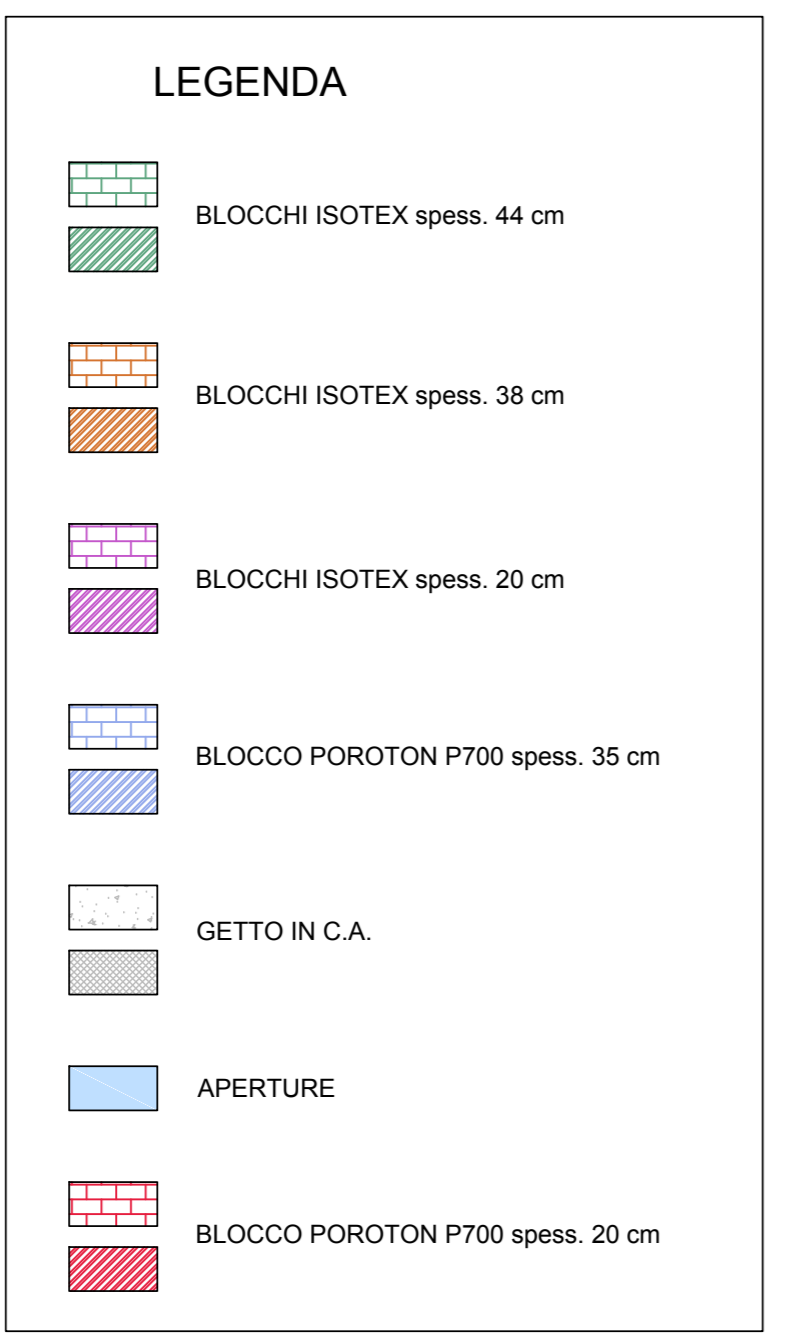 LEGENDA
BLOCCHI ISOTEX spess. 44 cm
BLOCCHI ISOTEX spess. 38 cm
BLOCCHI ISOTEX spess. 20 cm
BLOCCO POROTON P700 spess. 35 cm
GETTO IN C.A.
APERTURE
BLOCCO POROTON P700 spess. 20 cm